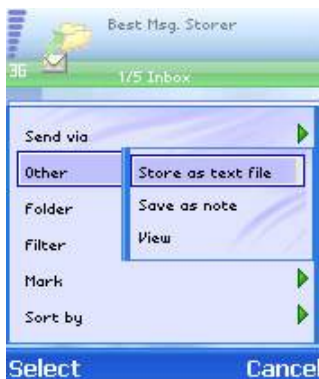 Best Msg. Storer
3G
1/5 Inbox
Send via
Other
Store as text file
Folder
Save as note
Filter
View
Mark
Sort by
Select
Cancel